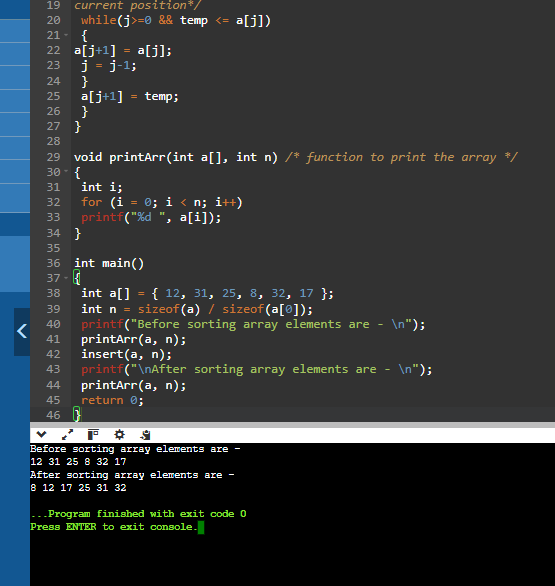 19 current position*/
20 while(j>=0 && temp <= a[j])
21 {
22 a[j+1] = a[j];
23 j = j-1;
24 }
25 a[j+1] = temp;
26 }
27 }
28
29 void printArr(int a[], int n) /* function to print the array */
30 {
31 int i;
32 for (i = 0; i < n; i++)
33 printf("%d ", a[i]);
34 }
35
36 int main()
37 {
38 int a[] = { 12, 31, 25, 8, 32, 17 };
39 int n = sizeof(a) / sizeof(a[0]);
40 printf("Before sorting array elements are - \n");
41 printArr(a, n);
42 insert(a, n);
43 printf("\nAfter sorting array elements are - \n");
44 printArr(a, n);
45 return 0;
46 }
Before sorting array elements are -
12 31 25 8 32 17
After sorting array elements are -
8 12 17 25 31 32
...Program finished with exit code 0
Press ENTER to exit console.